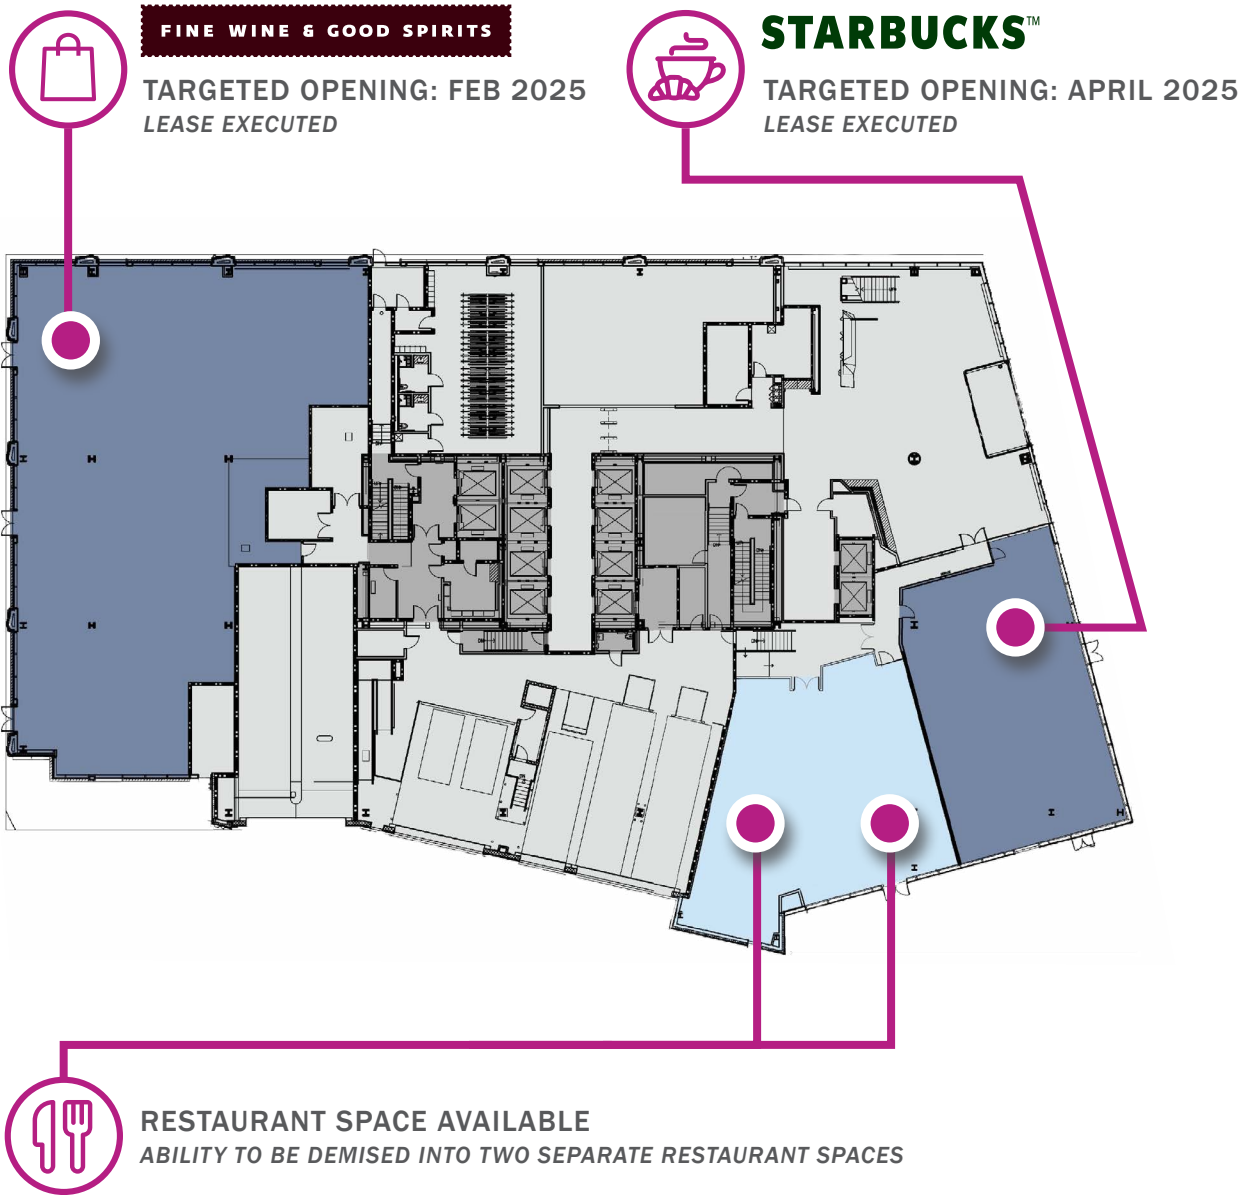 FINE WINE & GOOD SPIRITS
TARGETED OPENING: FEB 2025
LEASE EXECUTED
STARBUCKS™
TARGETED OPENING: APRIL 2025
LEASE EXECUTED
RESTAURANT SPACE AVAILABLE
ABILITY TO BE DEMISED INTO TWO SEPARATE RESTAURANT SPACES